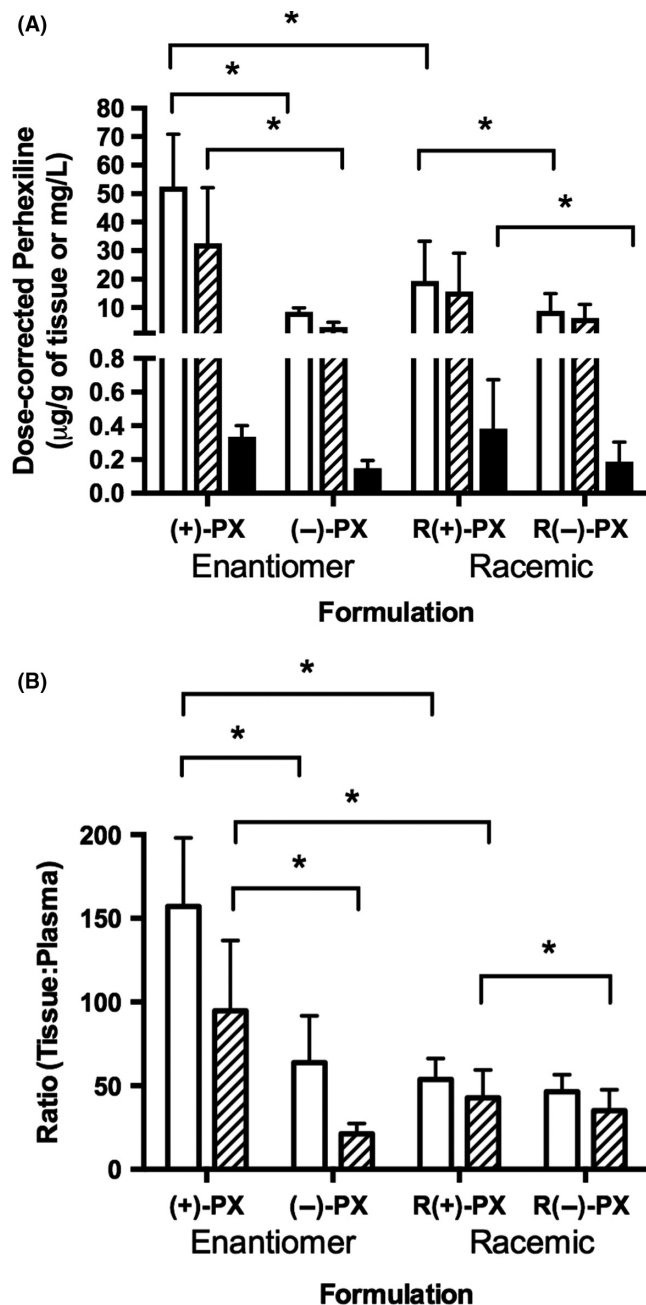 (A)
*
*
*
*
*
Dose-corrected Perhexiline
(μg/g of tissue or mg/L)
80
70
60
50
40
30
20
10
0.8
0.6
0.4
0.2
0.0
(+)-PX (−)-PX R(+)-PX R(−)-PX
Enantiomer Racemic
Formulation
(B)
*
*
*
*
*
Ratio (Tissue:Plasma)
200
150
100
50
0
(+)-PX (−)-PX R(+)-PX R(−)-PX
Enantiomer Racemic
Formulation